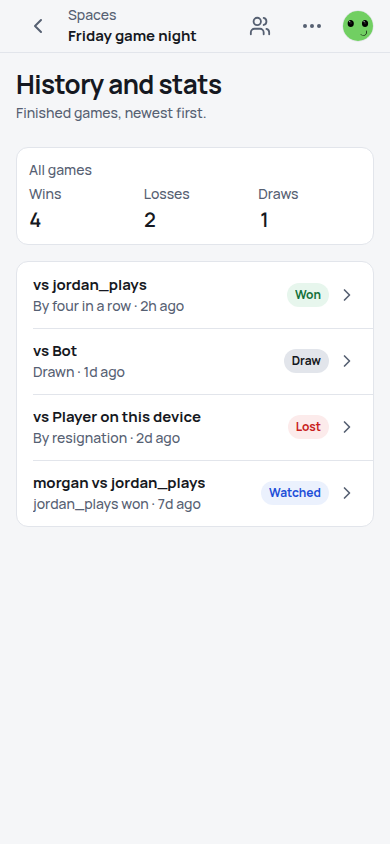 Spaces
Friday game night
History and stats
Finished games, newest first.
All games
Wins Losses Draws
4 2 1
vs jordan_plays
By four in a row · 2h ago
Won
vs Bot
Drawn · 1d ago
Draw
vs Player on this device
By resignation · 2d ago
Lost
morgan vs jordan_plays
jordan_plays won · 7d ago
Watched